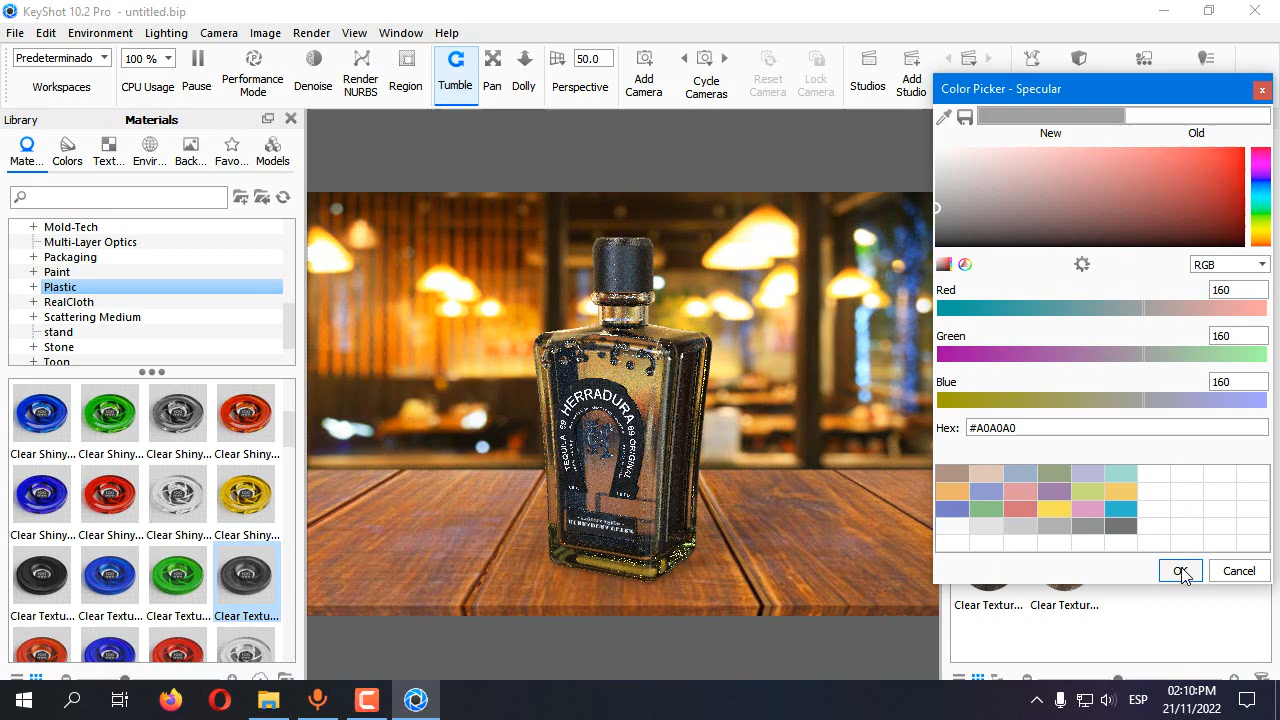 KeyShot 10.2 Pro - untitled.bip
File Edit Environment Lighting Camera Image Render View Window Help
Predeterminado 100 % 50.0
Workspaces CPU Usage Pause Performance Mode Denoise Render NURBS Region Tumble Pan Dolly Perspective Add Camera Cycle Cameras Reset Camera Lock Camera Studios Add Studio
Library Materials
Mate... Colors Text... Envir... Back... Favo... Models
Mold-Tech
Multi-Layer Optics
Packaging
Paint
Plastic
RealCloth
Scattering Medium
stand
Stone
Toon
Clear Shiny... Clear Shiny... Clear Shiny... Clear Shiny...
Clear Shiny... Clear Shiny... Clear Shiny... Clear Shiny...
Clear Textu... Clear Textu... Clear Textu... Clear Textu...
HERRADURA
TEQUILA 69 69 ORIGINAL
Color Picker - Specular
New Old
RGB
Red 160
Green 160
Blue 160
Hex: #A0A0A0
OK Cancel
Clear Textur... Clear Textur...
ESP
02:10:PM
21/11/2022